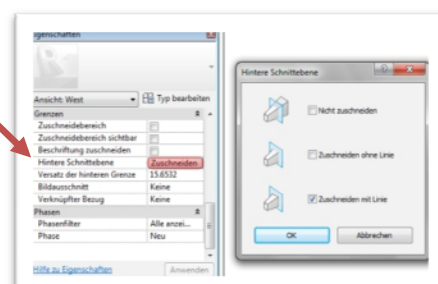 Eigenschaften
Ansicht: West
Typ bearbeiten
Grenzen
Zuschneidebereich
Zuschneidebereich sichtbar
Beschriftung zuschneiden
Hintere Schnittebene Zuschneiden
Versatz der hinteren Grenze 15.6532
Bildausschnitt Keine
Verknüpfter Bezug Keine
Phasen
Phasenfilter Alle anzei...
Phase Neu
Hilfe zu Eigenschaften
Anwenden
Hintere Schnittebene
Nicht zuschneiden
Zuschneiden ohne Linie
Zuschneiden mit Linie
OK
Abbrechen